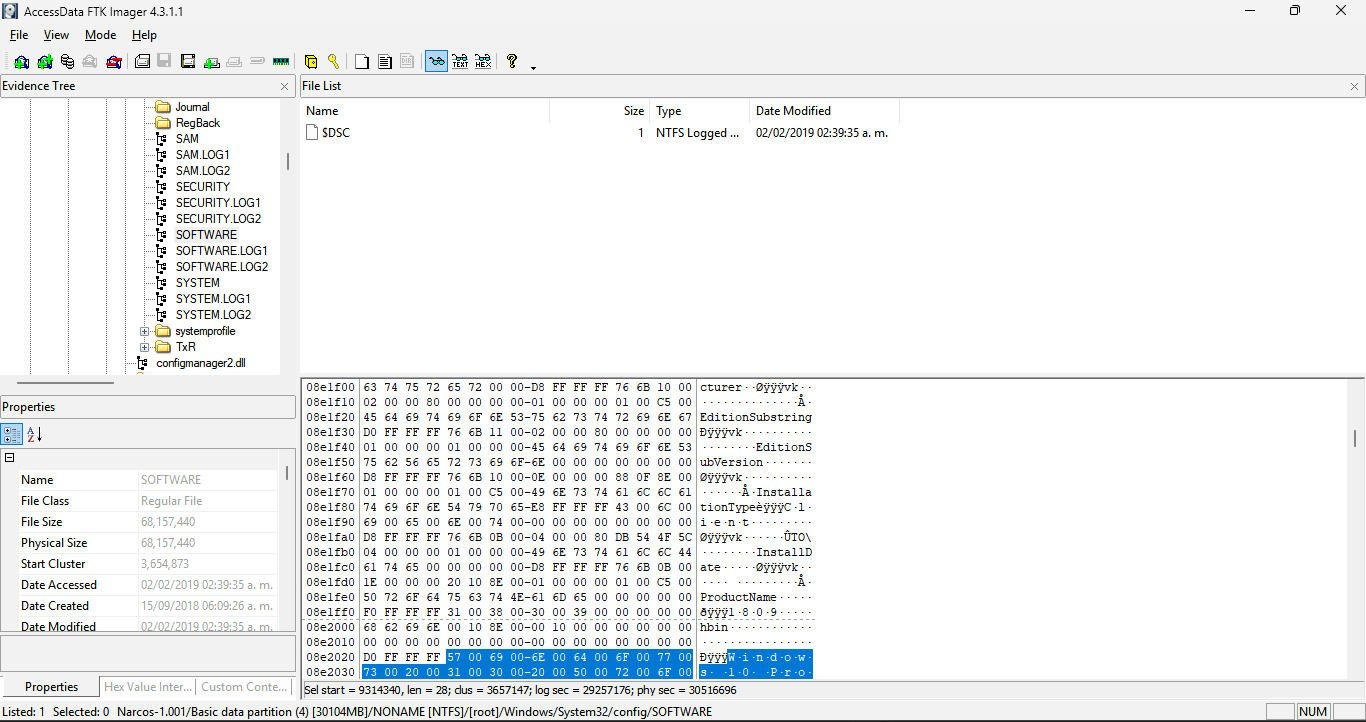 AccessData FTK Imager 4.3.1.1
File View Mode Help
TEXT HEX
Evidence Tree
Journal
RegBack
SAM
SAM.LOG1
SAM.LOG2
SECURITY
SECURITY.LOG1
SECURITY.LOG2
SOFTWARE
SOFTWARE.LOG1
SOFTWARE.LOG2
SYSTEM
SYSTEM.LOG1
SYSTEM.LOG2
systemprofile
TxR
configmanager2.dll
File List
Name Size Type Date Modified
$DSC 1 NTFS Logged ... 02/02/2019 02:39:35 a. m.
Properties
Name SOFTWARE
File Class Regular File
File Size 68,157,440
Physical Size 68,157,440
Start Cluster 3,654,873
Date Accessed 02/02/2019 02:39:35 a. m.
Date Created 15/09/2018 06:09:26 a. m.
Date Modified 02/02/2019 02:39:35 a. m.
Properties Hex Value Inter... Custom Conte...
08e1f00 63 74 75 72 65 72 00 00-D8 FF FF FF 76 6B 10 00 cturer··Øÿÿÿvk··
08e1f10 02 00 00 80 00 00 00 00-01 00 00 00 01 00 C5 00 ··············Å·
08e1f20 45 64 69 74 69 6F 6E 53-75 62 73 74 72 69 6E 67 EditionSubstring
08e1f30 D0 FF FF FF 76 6B 11 00-02 00 00 80 00 00 00 00 Ðÿÿÿvk··········
08e1f40 01 00 00 00 01 00 00 00-45 64 69 74 69 6F 6E 53 ········EditionS
08e1f50 75 62 56 65 72 73 69 6F-6E 00 00 00 00 00 00 00 ubVersion·······
08e1f60 D8 FF FF FF 76 6B 10 00-0E 00 00 00 88 0F 8E 00 Øÿÿÿvk··········
08e1f70 01 00 00 00 01 00 C5 00-49 6E 73 74 61 6C 6C 61 ······Å·Installa
08e1f80 74 69 6F 6E 54 79 70 65-E8 FF FF FF 43 00 6C 00 tionTypeèÿÿÿC·l·
08e1f90 69 00 65 00 6E 00 74 00-00 00 00 00 00 00 00 00 i·e·n·t·········
08e1fa0 D8 FF FF FF 76 6B 0B 00-04 00 00 80 DB 54 4F 5C Øÿÿÿvk······ÛTO\
08e1fb0 04 00 00 00 01 00 00 00-49 6E 73 74 61 6C 6C 44 ········InstallD
08e1fc0 61 74 65 00 00 00 00 00-D8 FF FF FF 76 6B 0B 00 ate·····Øÿÿÿvk··
08e1fd0 1E 00 00 00 20 10 8E 00-01 00 00 00 01 00 C5 00 ···· ·········Å·
08e1fe0 50 72 6F 64 75 63 74 4E-61 6D 65 00 00 00 00 00 ProductName·····
08e1ff0 F0 FF FF FF 31 00 38 00-30 00 39 00 00 00 00 00 ðÿÿÿ1·8·0·9·····
08e2000 68 62 69 6E 00 10 8E 00-00 10 00 00 00 00 00 00 hbin············
08e2010 00 00 00 00 00 00 00 00-00 00 00 00 00 00 00 00 ················
08e2020 D0 FF FF FF 57 00 69 00-6E 00 64 00 6F 00 77 00 ÐÿÿÿW·i·n·d·o·w·
08e2030 73 00 20 00 31 00 30 00-20 00 50 00 72 00 6F 00 s· ·1·0· ·P·r·o·
Sel start = 9314340, len = 28; clus = 3657147; log sec = 29257176; phy sec = 30516696
Listed: 1 Selected: 0 Narcos-1.001/Basic data partition (4) [30104MB]/NONAME [NTFS]/[root]/Windows/System32/config/SOFTWARE NUM